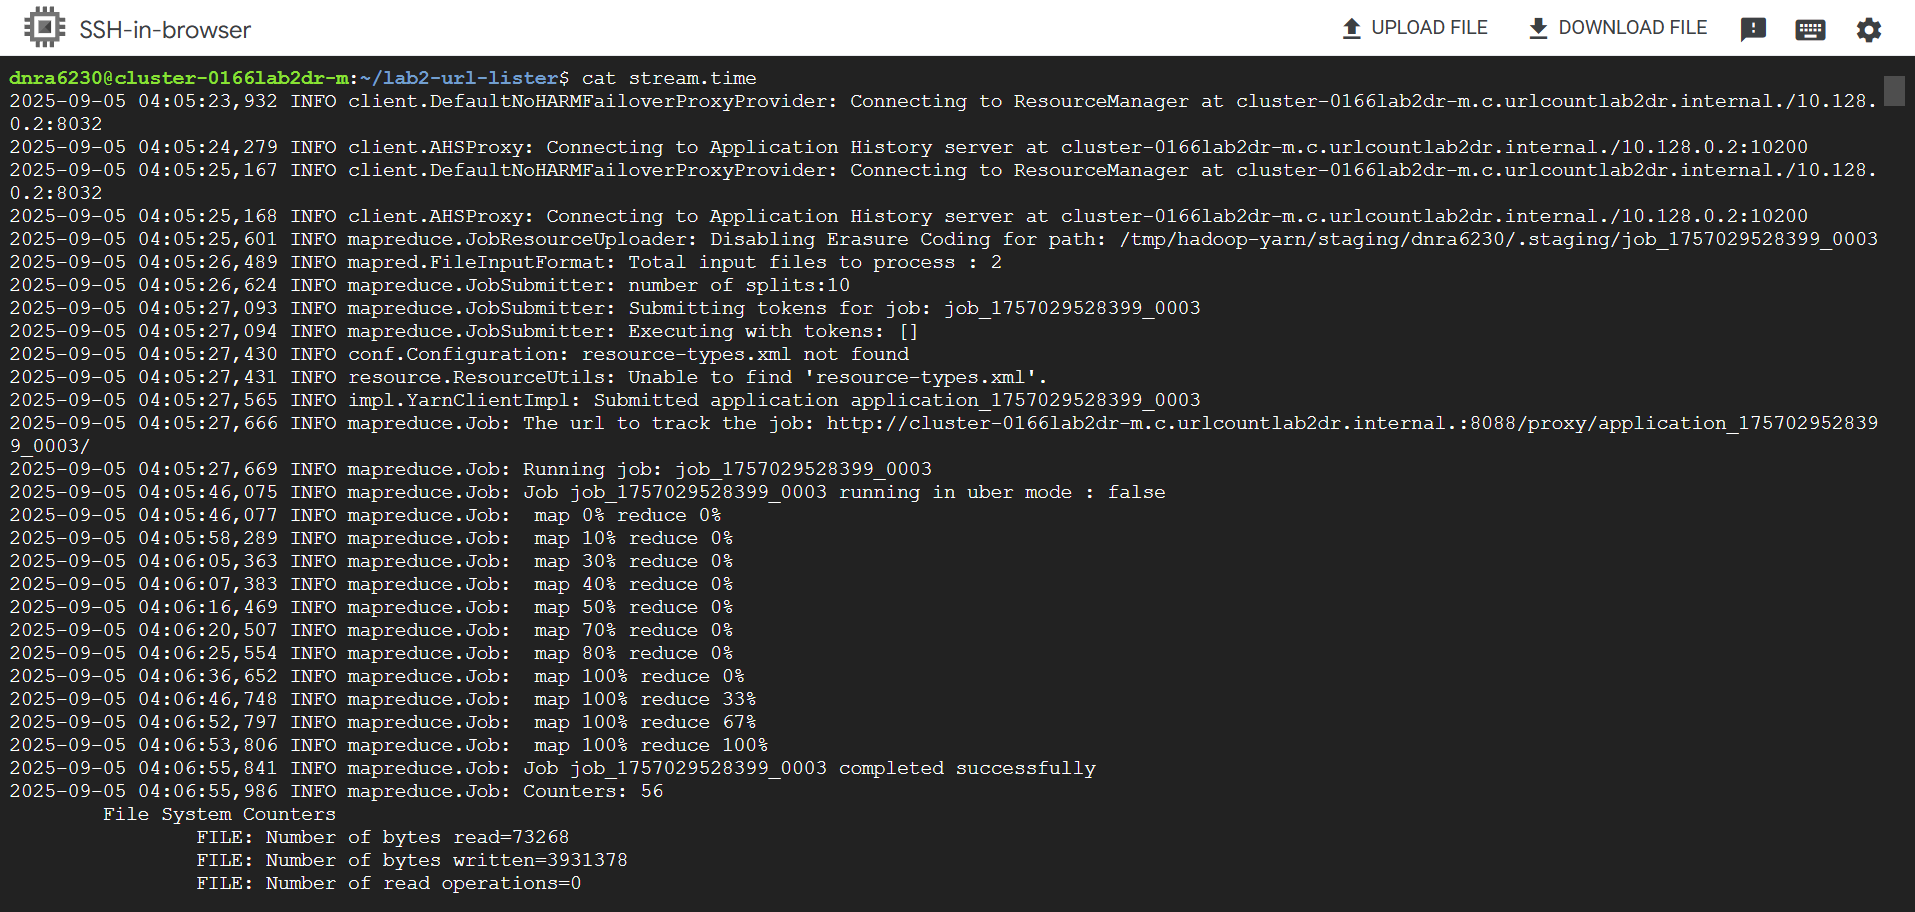 SSH-in-browser
UPLOAD FILE
DOWNLOAD FILE
dnra6230@cluster-0166lab2dr-m:~/lab2-url-lister$ cat stream.time
2025-09-05 04:05:23,932 INFO client.DefaultNoHARMFailoverProxyProvider: Connecting to ResourceManager at cluster-0166lab2dr-m.c.urlcountlab2dr.internal./10.128.
0.2:8032
2025-09-05 04:05:24,279 INFO client.AHSProxy: Connecting to Application History server at cluster-0166lab2dr-m.c.urlcountlab2dr.internal./10.128.0.2:10200
2025-09-05 04:05:25,167 INFO client.DefaultNoHARMFailoverProxyProvider: Connecting to ResourceManager at cluster-0166lab2dr-m.c.urlcountlab2dr.internal./10.128.
0.2:8032
2025-09-05 04:05:25,168 INFO client.AHSProxy: Connecting to Application History server at cluster-0166lab2dr-m.c.urlcountlab2dr.internal./10.128.0.2:10200
2025-09-05 04:05:25,601 INFO mapreduce.JobResourceUploader: Disabling Erasure Coding for path: /tmp/hadoop-yarn/staging/dnra6230/.staging/job_1757029528399_0003
2025-09-05 04:05:26,489 INFO mapred.FileInputFormat: Total input files to process : 2
2025-09-05 04:05:26,624 INFO mapreduce.JobSubmitter: number of splits:10
2025-09-05 04:05:27,093 INFO mapreduce.JobSubmitter: Submitting tokens for job: job_1757029528399_0003
2025-09-05 04:05:27,094 INFO mapreduce.JobSubmitter: Executing with tokens: []
2025-09-05 04:05:27,430 INFO conf.Configuration: resource-types.xml not found
2025-09-05 04:05:27,431 INFO resource.ResourceUtils: Unable to find 'resource-types.xml'.
2025-09-05 04:05:27,565 INFO impl.YarnClientImpl: Submitted application application_1757029528399_0003
2025-09-05 04:05:27,666 INFO mapreduce.Job: The url to track the job: http://cluster-0166lab2dr-m.c.urlcountlab2dr.internal.:8088/proxy/application_175702952839
9_0003/
2025-09-05 04:05:27,669 INFO mapreduce.Job: Running job: job_1757029528399_0003
2025-09-05 04:05:46,075 INFO mapreduce.Job: Job job_1757029528399_0003 running in uber mode : false
2025-09-05 04:05:46,077 INFO mapreduce.Job:  map 0% reduce 0%
2025-09-05 04:05:58,289 INFO mapreduce.Job:  map 10% reduce 0%
2025-09-05 04:06:05,363 INFO mapreduce.Job:  map 30% reduce 0%
2025-09-05 04:06:07,383 INFO mapreduce.Job:  map 40% reduce 0%
2025-09-05 04:06:16,469 INFO mapreduce.Job:  map 50% reduce 0%
2025-09-05 04:06:20,507 INFO mapreduce.Job:  map 70% reduce 0%
2025-09-05 04:06:25,554 INFO mapreduce.Job:  map 80% reduce 0%
2025-09-05 04:06:36,652 INFO mapreduce.Job:  map 100% reduce 0%
2025-09-05 04:06:46,748 INFO mapreduce.Job:  map 100% reduce 33%
2025-09-05 04:06:52,797 INFO mapreduce.Job:  map 100% reduce 67%
2025-09-05 04:06:53,806 INFO mapreduce.Job:  map 100% reduce 100%
2025-09-05 04:06:55,841 INFO mapreduce.Job: Job job_1757029528399_0003 completed successfully
2025-09-05 04:06:55,986 INFO mapreduce.Job: Counters: 56
File System Counters
FILE: Number of bytes read=73268
FILE: Number of bytes written=3931378
FILE: Number of read operations=0